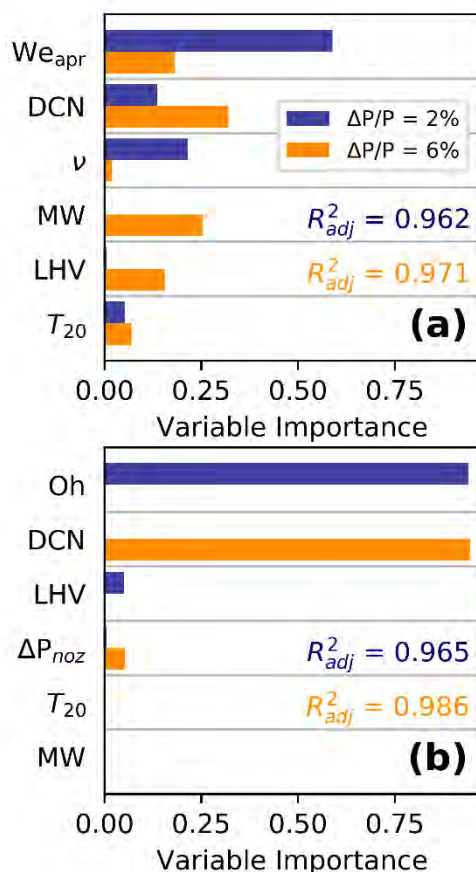 We_apr
DCN
ν
MW
LHV
T_20
ΔP/P = 2%
ΔP/P = 6%
R²_adj = 0.962
R²_adj = 0.971
(a)
0.00 0.25 0.50 0.75
Variable Importance
Oh
DCN
LHV
ΔP_noz
T_20
MW
R²_adj = 0.965
R²_adj = 0.986
(b)
0.00 0.25 0.50 0.75
Variable Importance